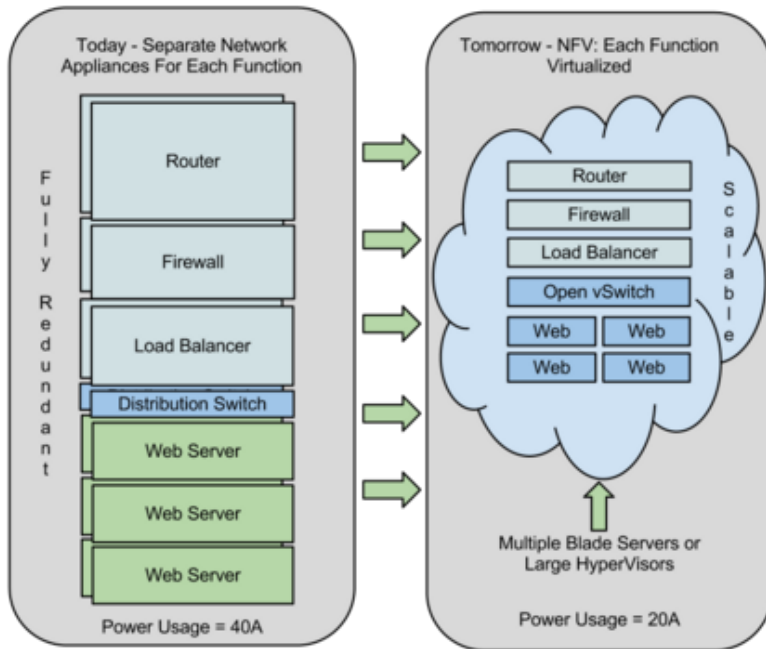 Today - Separate Network
Appliances For Each Function
Fully Redundant
Router
Firewall
Load Balancer
Distribution Switch
Web Server
Web Server
Web Server
Power Usage = 40A
Tomorrow - NFV: Each Function
Virtualized
Scalable
Router
Firewall
Load Balancer
Open vSwitch
Web Web
Web Web
Multiple Blade Servers or
Large HyperVisors
Power Usage = 20A